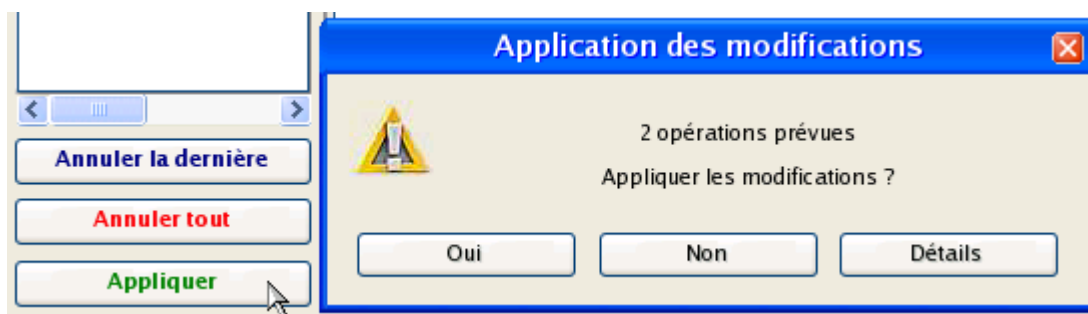 Application des modifications
2 opérations prévues
Appliquer les modifications ?
Oui
Non
Détails
Annuler la dernière
Annuler tout
Appliquer